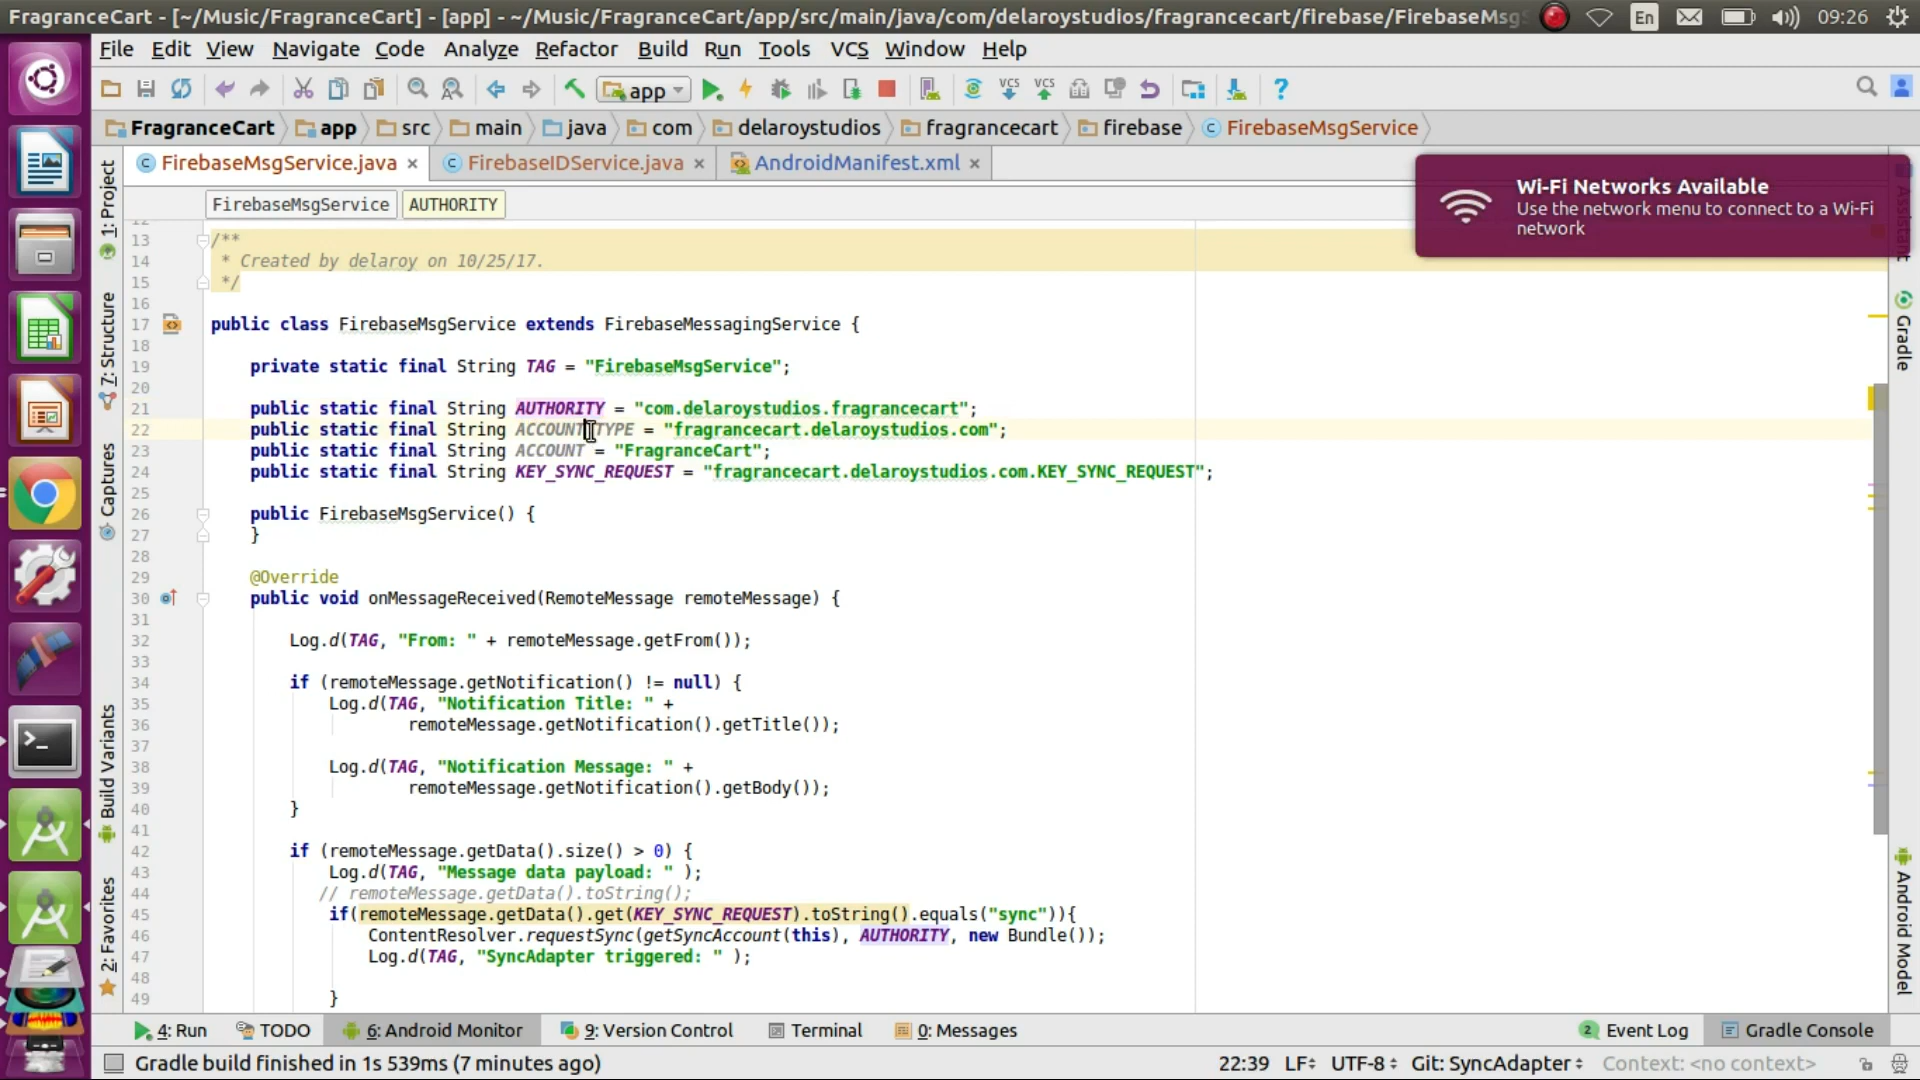 FragranceCart - [~/Music/FragranceCart] - [app] - ~/Music/FragranceCart/app/src/main/java/com/delaroystudios/fragrancecart/firebase/FirebaseMsg
En
09:26
File Edit View Navigate Code Analyze Refactor Build Run Tools VCS Window Help
app
VCS VCS
FragranceCart app src main java com delaroystudios fragrancecart firebase FirebaseMsgService
FirebaseMsgService.java FirebaseIDService.java AndroidManifest.xml
FirebaseMsgService AUTHORITY
Wi-Fi Networks Available
Use the network menu to connect to a Wi-Fi
network
12
13 /**
14 * Created by delaroy on 10/25/17.
15 */
16
17 public class FirebaseMsgService extends FirebaseMessagingService {
18
19 private static final String TAG = "FirebaseMsgService";
20
21 public static final String AUTHORITY = "com.delaroystudios.fragrancecart";
22 public static final String ACCOUNT_TYPE = "fragrancecart.delaroystudios.com";
23 public static final String ACCOUNT = "FragranceCart";
24 public static final String KEY_SYNC_REQUEST = "fragrancecart.delaroystudios.com.KEY_SYNC_REQUEST";
25
26 public FirebaseMsgService() {
27 }
28
29 @Override
30 public void onMessageReceived(RemoteMessage remoteMessage) {
31
32 Log.d(TAG, "From: " + remoteMessage.getFrom());
33
34 if (remoteMessage.getNotification() != null) {
35 Log.d(TAG, "Notification Title: " +
36 remoteMessage.getNotification().getTitle());
37
38 Log.d(TAG, "Notification Message: " +
39 remoteMessage.getNotification().getBody());
40 }
41
42 if (remoteMessage.getData().size() > 0) {
43 Log.d(TAG, "Message data payload: " );
44 // remoteMessage.getData().toString();
45 if(remoteMessage.getData().get(KEY_SYNC_REQUEST).toString().equals("sync")){
46 ContentResolver.requestSync(getSyncAccount(this), AUTHORITY, new Bundle());
47 Log.d(TAG, "SyncAdapter triggered: " );
48
49 }
1: Project
7: Structure
Captures
Build Variants
2: Favorites
Gradle
Android Model
4: Run TODO 6: Android Monitor 9: Version Control Terminal 0: Messages 2 Event Log Gradle Console
Gradle build finished in 1s 539ms (7 minutes ago) 22:39 LF UTF-8 Git: SyncAdapter Context: <no context>